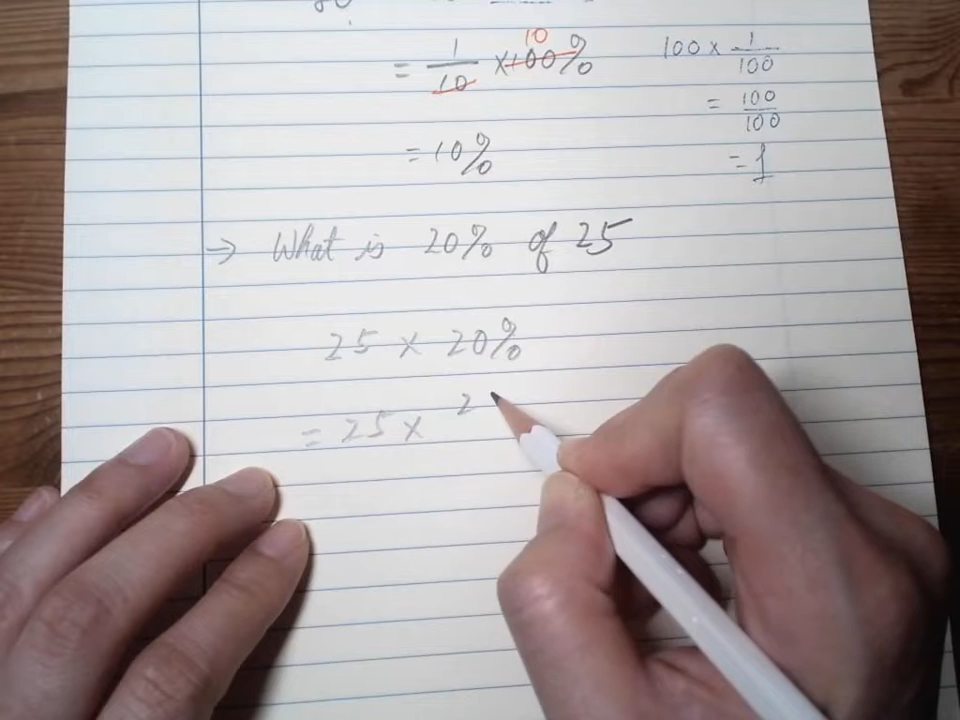 = 1/10 × 100% 10
= 10%
100 × 1/100
= 100/100
= 1
→ What is 20% of 25
25 × 20%
= 25 × 2